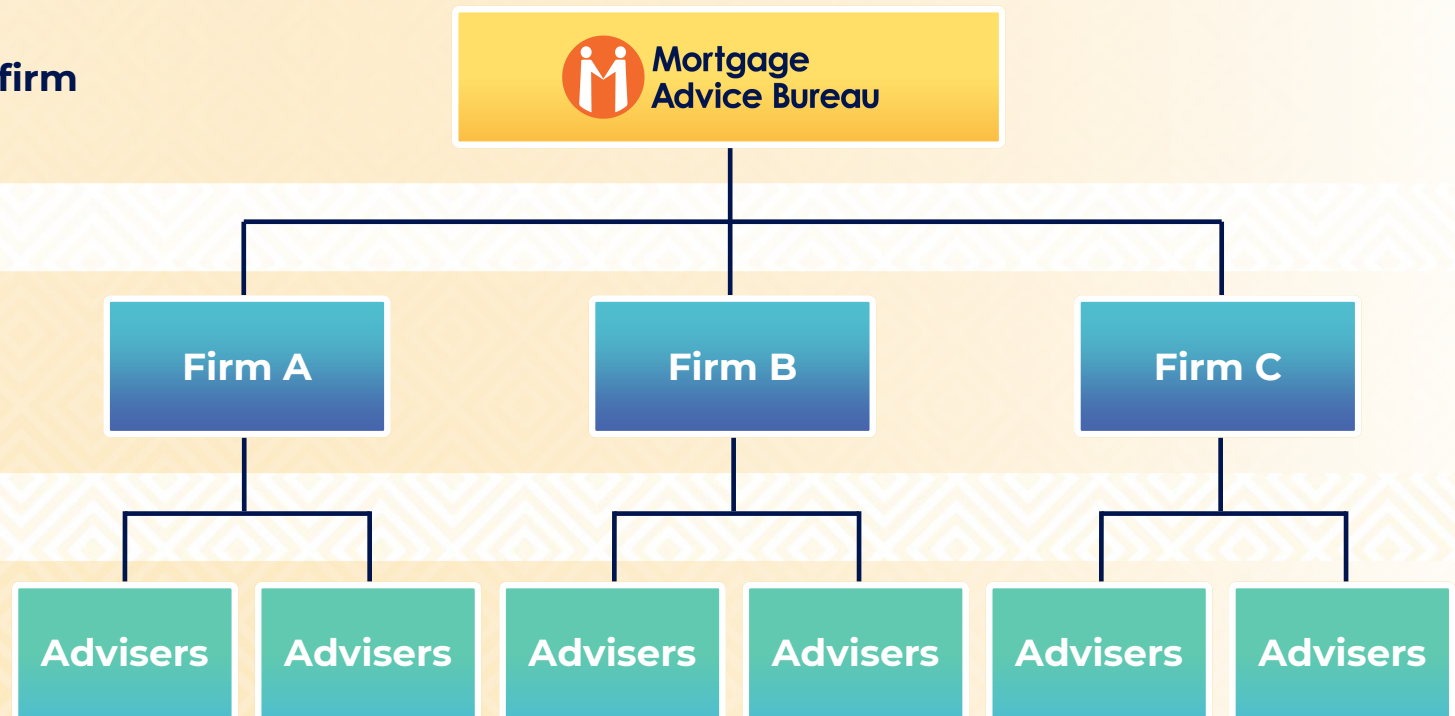 firm
Mortgage
Advice Bureau
Firm A
Firm B
Firm C
Advisers
Advisers
Advisers
Advisers
Advisers
Advisers